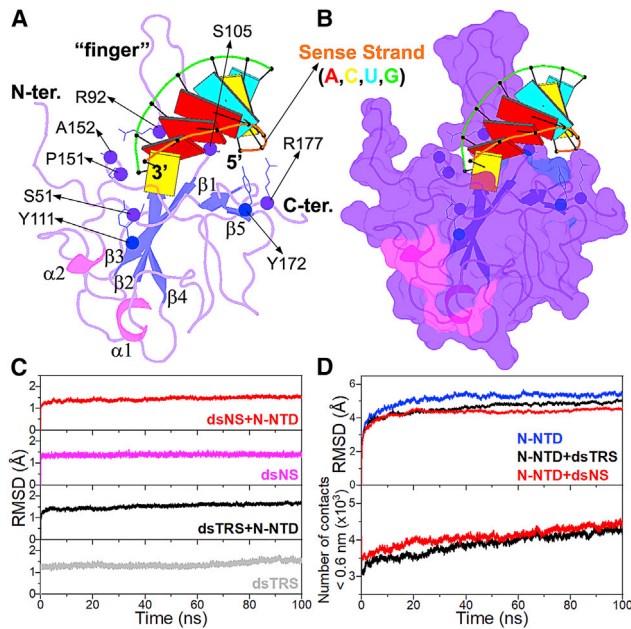 A
B
"finger"
S105
Sense Strand
(A,C,U,G)
N-ter.
R92
A152
P151
R177
3'
5'
S51
β1
C-ter.
Y111
β5
β3
Y172
α2
β2
β4
α1
C
D
2
1
0
dsNS+N-NTD
2
1
0
dsNS
2
1
0
dsTRS+N-NTD
2
1
0
dsTRS
RMSD (Å)
0 20 40 60 80 100
Time (ns)
6
4
2
RMSD (Å)
N-NTD
N-NTD+dsTRS
N-NTD+dsNS
5
4
3
Number of contacts
< 0.6 nm (x10³)
0 20 40 60 80 100
Time (ns)